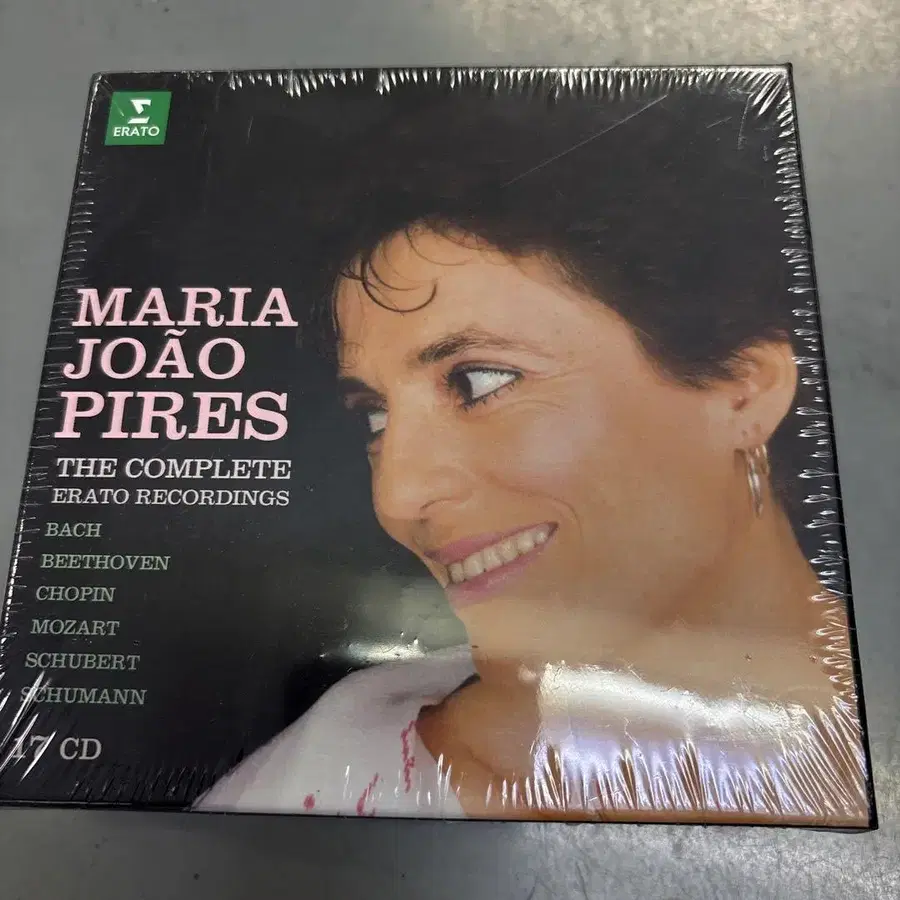 ERATO
MARIA
JOÃO
PIRES
THE COMPLETE
ERATO RECORDINGS
BACH
BEETHOVEN
CHOPIN
MOZART
SCHUBERT
SCHUMANN
17 CD